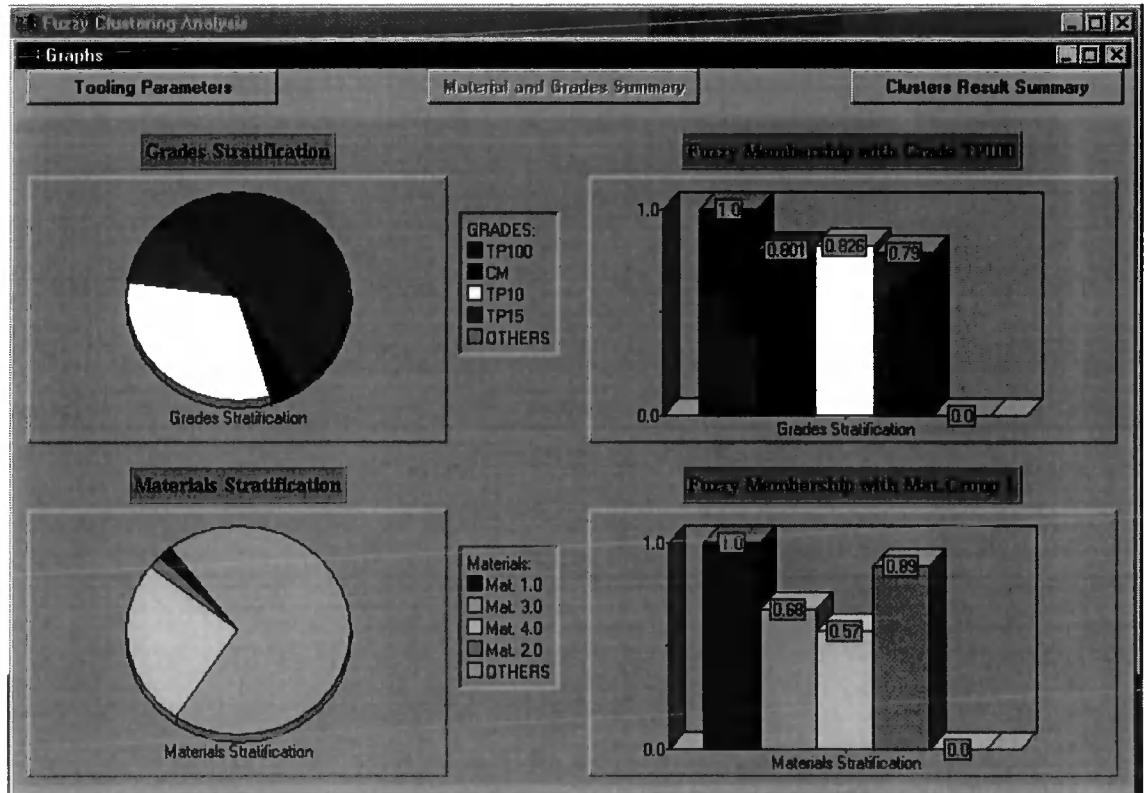 Fuzzy Clustering Analysis
Graphs
Tooling Parameters
Material and Grades Summary
Clusters Result Summary
Grades Stratification
GRADES:
TP100
CM
TP10
TP15
OTHERS
Grades Stratification
Fuzzy Membership with Grade TP100
1.0
1.0
0.801
0.826
0.79
0.0
0.0
Grades Stratification
Materials Stratification
Materials:
Mat. 1.0
Mat. 3.0
Mat. 4.0
Mat. 2.0
OTHERS
Materials Stratification
Fuzzy Membership with Mat.Group 1.
1.0
1.0
0.68
0.57
0.89
0.0
0.0
Materials Stratification